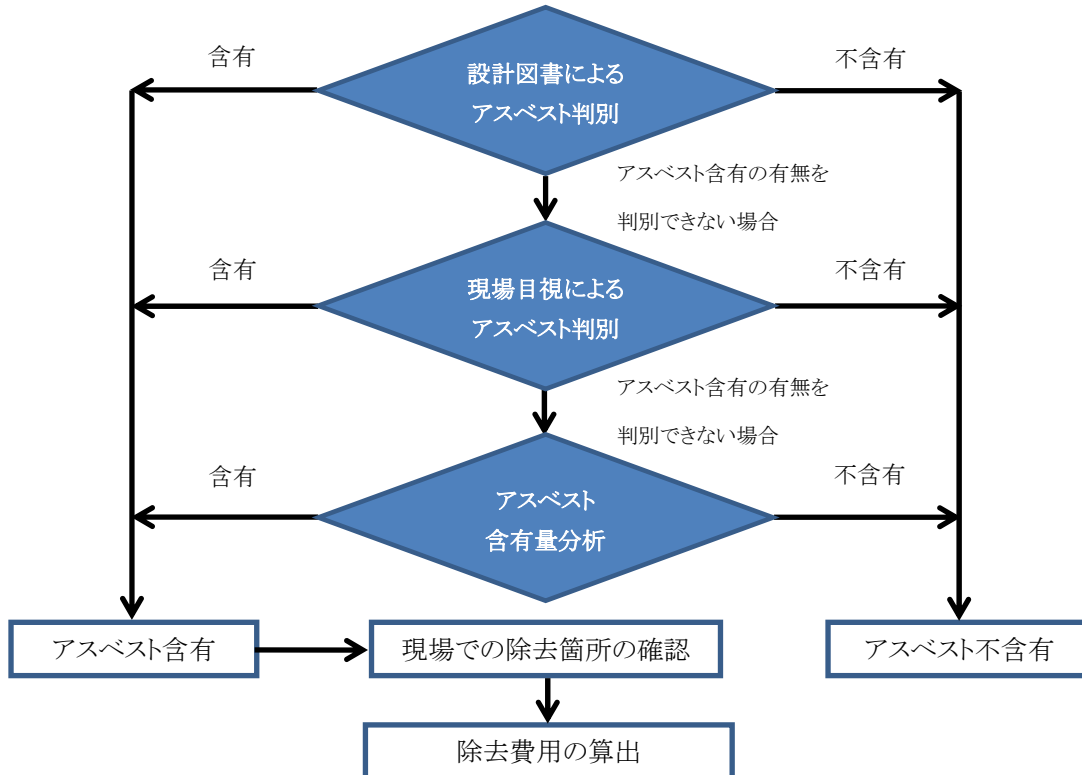 含有
設計図書による
アスベスト判別
不含有
アスベスト含有の有無を
判別できない場合
含有
現場目視による
アスベスト判別
不含有
アスベスト含有の有無を
判別できない場合
含有
アスベスト
含有量分析
不含有
アスベスト含有
現場での除去箇所の確認
アスベスト不含有
除去費用の算出